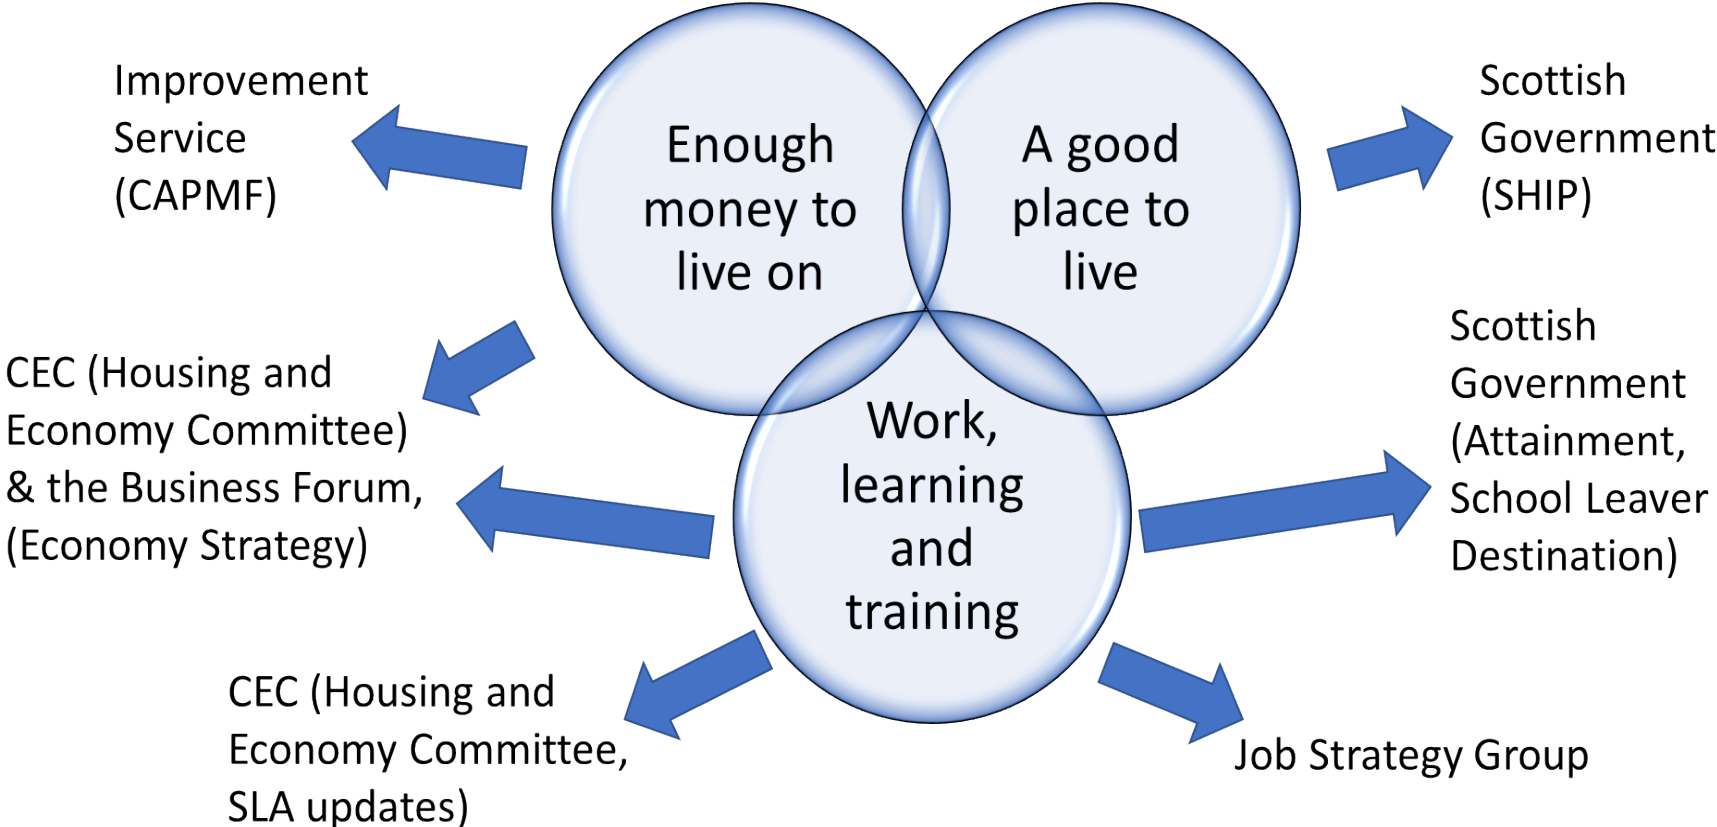 Improvement
Service
(CAPMF)
Enough
money to
live on
A good
place to
live
Scottish
Government
(SHIP)
CEC (Housing and
Economy Committee)
& the Business Forum,
(Economy Strategy)
Work,
learning
and
training
Scottish
Government
(Attainment,
School Leaver
Destination)
CEC (Housing and
Economy Committee,
SLA updates)
Job Strategy Group